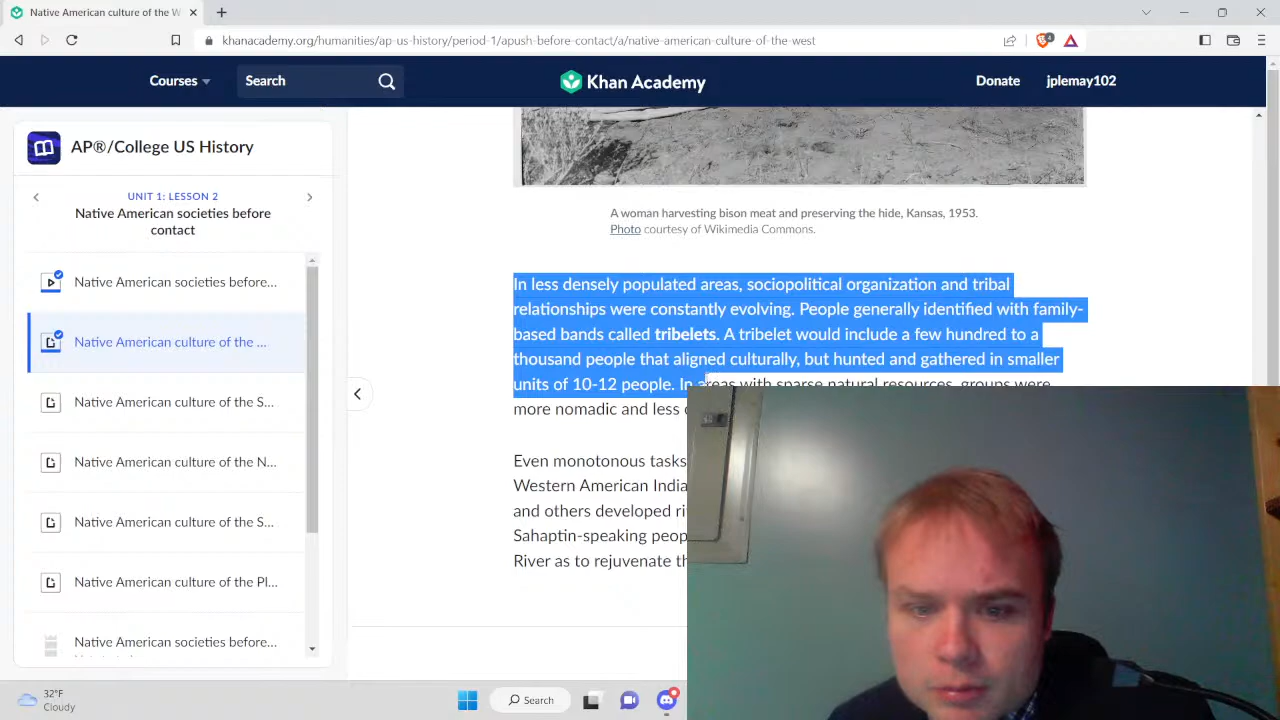 Native American culture of the W
khanacademy.org/humanities/ap-us-history/period-1/apush-before-contact/a/native-american-culture-of-the-west
4
Courses
Search
Khan Academy
Donate
jplemay102
AP®/College US History
UNIT 1: LESSON 2
Native American societies before
contact
Native American societies before...
Native American culture of the ...
Native American culture of the S...
Native American culture of the N...
Native American culture of the S...
Native American culture of the Pl...
Native American societies before...
A woman harvesting bison meat and preserving the hide, Kansas, 1953.
Photo courtesy of Wikimedia Commons.
In less densely populated areas, sociopolitical organization and tribal
relationships were constantly evolving. People generally identified with family-
based bands called tribelets. A tribelet would include a few hundred to a
thousand people that aligned culturally, but hunted and gathered in smaller
units of 10-12 people. In areas with sparse natural resources, groups were
more nomadic and less
Even monotonous tasks
Western American India
and others developed ri
Sahaptin-speaking peop
River as to rejuvenate th
32°F
Cloudy
Search